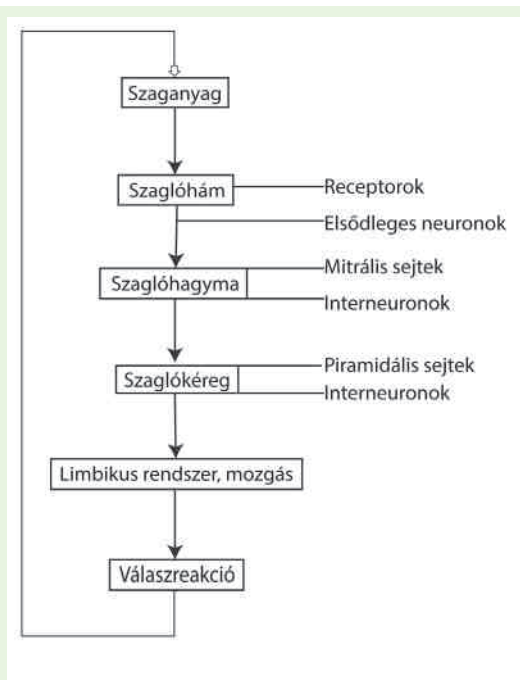 Szaganyag
Szaglóhám
Receptorok
Elsődleges neuronok
Szaglóhagyma
Mitrális sejtek
Interneuronok
Szaglókéreg
Piramidális sejtek
Interneuronok
Limbikus rendszer, mozgás
Válaszreakció